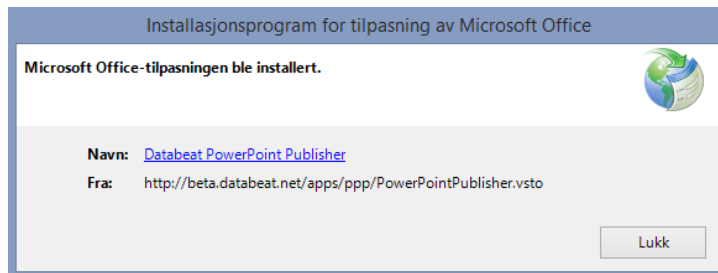 Installasjonsprogram for tilpasning av Microsoft Office
Microsoft Office-tilpasningen ble installert.
Navn: Databeat PowerPoint Publisher
Fra: http://beta.databeat.net/apps/ppp/PowerPointPublisher.vsto
Lukk